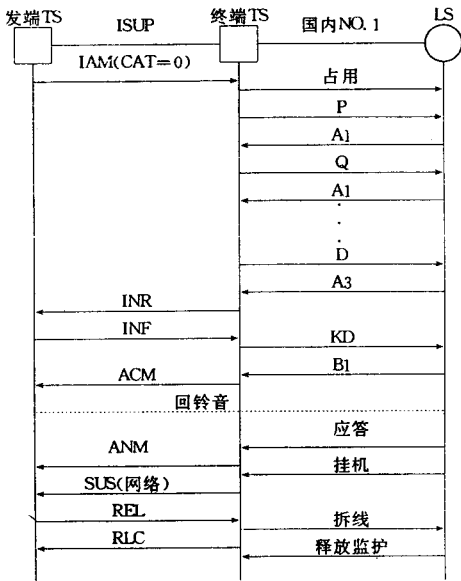 发端TS ISUP 终端TS 国内NO.1 LS
IAM(CAT=0)
占用
P
A1
Q
A1
D
A3
INR
INF
KD
B1
ACM
回铃音
应答
ANM
挂机
SUS(网络)
REL
拆线
RLC
释放监护